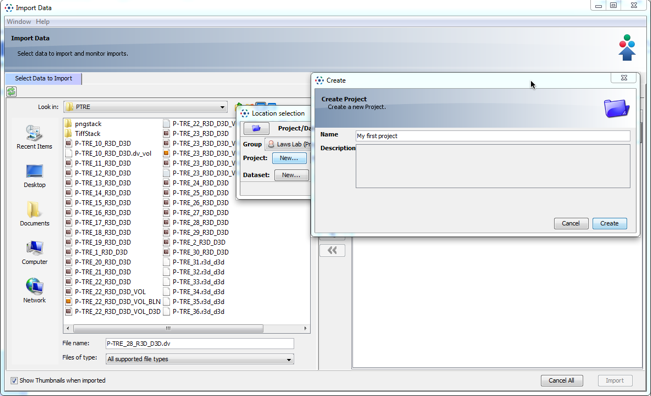 Import Data
Window Help
Import Data
Select data to import and monitor imports.
Select Data to Import
Look in: PTRE
Recent Items
Desktop
Documents
Computer
Network
pngstack
TiffStack
P-TRE_10_R3D_D3D
P-TRE_10_R3D_D3D.dv_vol
P-TRE_11_R3D_D3D
P-TRE_12_R3D_D3D
P-TRE_13_R3D_D3D
P-TRE_14_R3D_D3D
P-TRE_15_R3D_D3D
P-TRE_16_R3D_D3D
P-TRE_17_R3D_D3D
P-TRE_18_R3D_D3D
P-TRE_19_R3D_D3D
P-TRE_1_R3D_D3D
P-TRE_20_R3D_D3D
P-TRE_21_R3D_D3D
P-TRE_22_R3D_D3D
P-TRE_22_R3D_D3D_VOL
P-TRE_22_R3D_D3D_VOL_BLN
P-TRE_22_R3D_D3D_VOL_D3D
P-TRE_22_R3D_D3D_V
P-TRE_22_R3D_D3D
P-TRE_23_R3D_D3D
P-TRE_23_R3D_D3D_V
P-TRE_24_R3D_D3D
P-TRE_25_R3D_D3D
P-TRE_26_R3D_D3D
P-TRE_27_R3D_D3D
P-TRE_28_R3D_D3D
P-TRE_29_R3D_D3D
P-TRE_2_R3D_D3D
P-TRE_30_R3D_D3D
P-TRE_31.r3d_d3d
P-TRE_32.r3d_d3d
P-TRE_33.r3d_d3d
P-TRE_34.r3d_d3d
P-TRE_35.r3d_d3d
P-TRE_36.r3d_d3d
File name: P-TRE_28_R3D_D3D.dv
Files of type: All supported file types
Show Thumbnails when imported
Cancel All Import
Location selection
Project/Da
Group Laws Lab (Pr
Project: New...
Dataset: New...
Create
Create Project
Create a new Project.
Name My first project
Description
Cancel Create